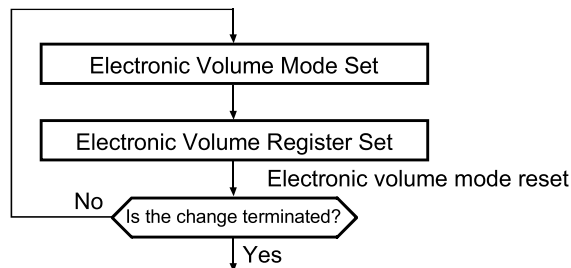 Electronic Volume Mode Set
Electronic Volume Register Set
Electronic volume mode reset
No
Is the change terminated?
Yes